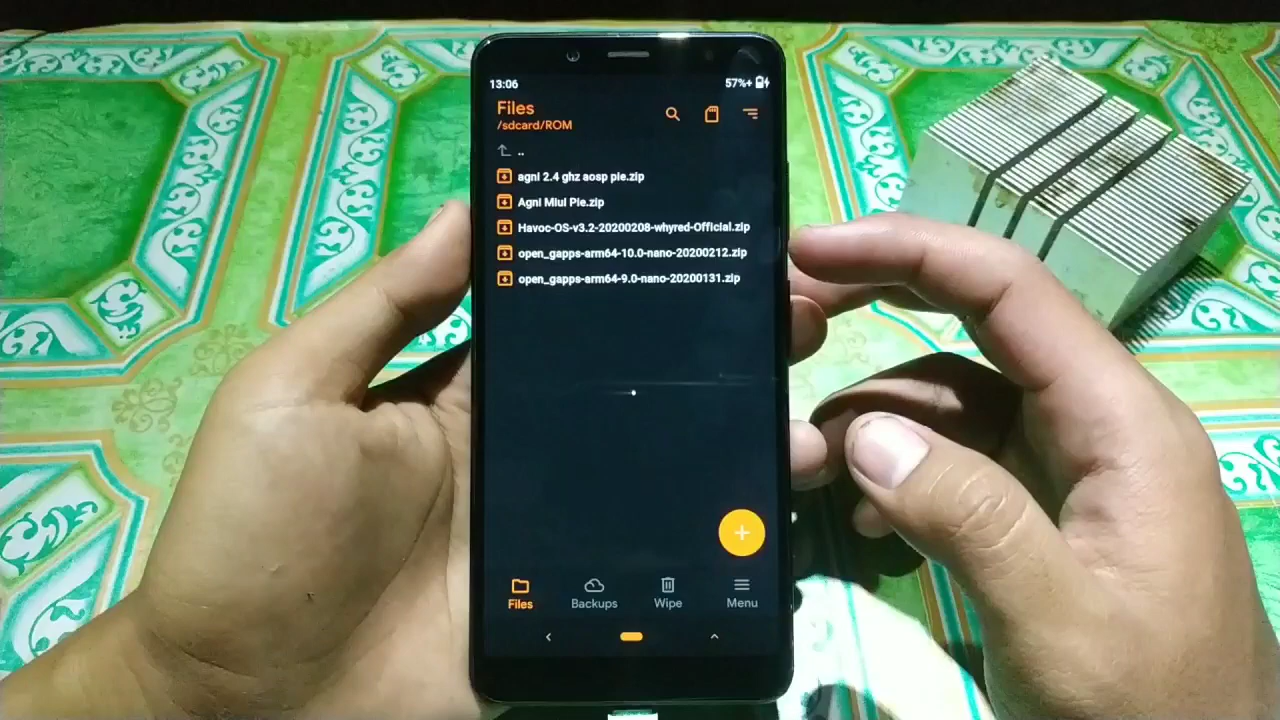 13:06
57%+
Files
/sdcard/ROM
..
agni 2.4 ghz aosp pie.zip
Agni Miui Pie.zip
Havoc-OS-v3.2-20200208-whyred-Official.zip
open_gapps-arm64-10.0-nano-20200212.zip
open_gapps-arm64-9.0-nano-20200131.zip
Files
Backups
Wipe
Menu